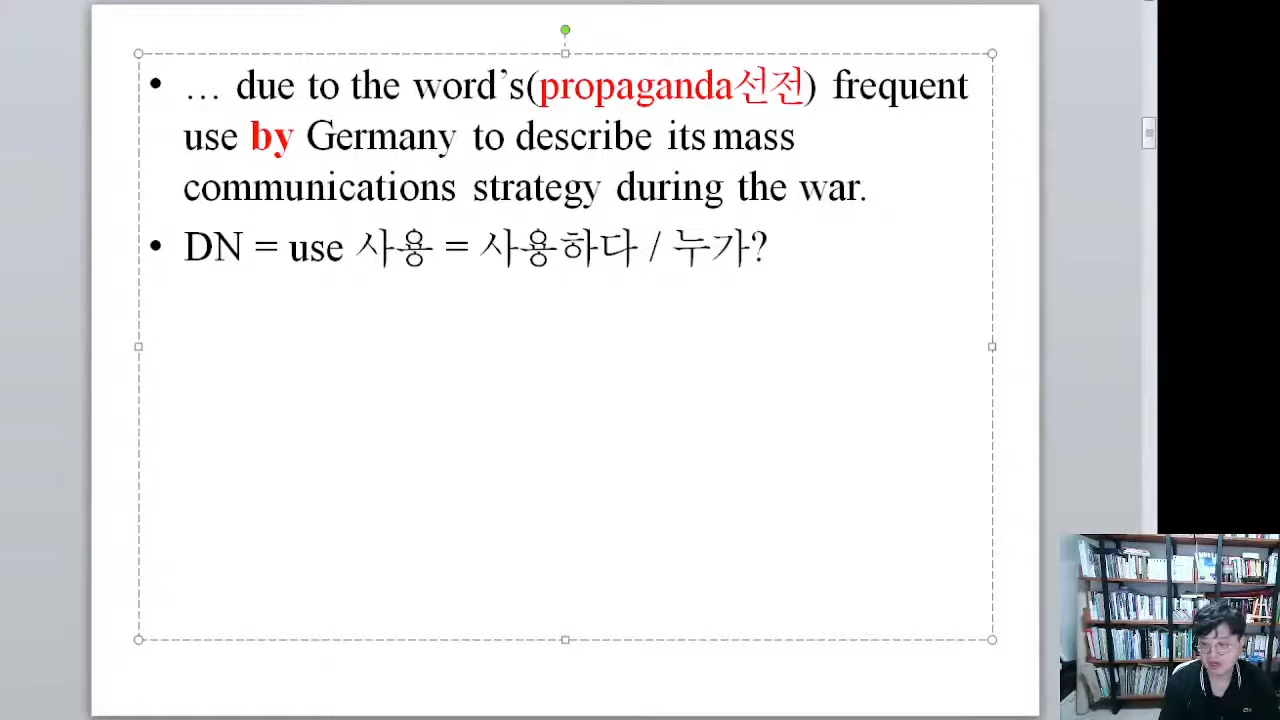 • … due to the word’s(propaganda선전) frequent
use by Germany to describe its mass
communications strategy during the war.
• DN = use 사용 = 사용하다 / 누가?